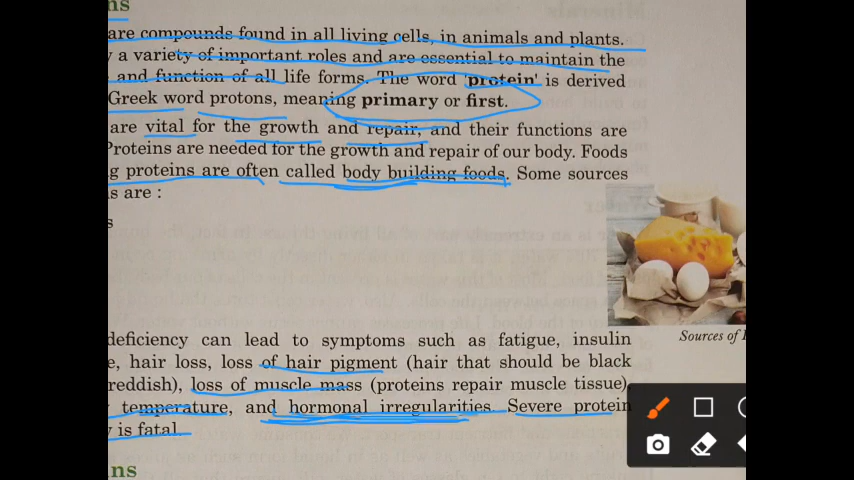 ns
are compounds found in all living cells, in animals and plants.
y a variety of important roles and are essential to maintain the
and function of all life forms. The word 'protein' is derived
Greek word protons, meaning primary or first.
are vital for the growth and repair, and their functions are
Proteins are needed for the growth and repair of our body. Foods
g proteins are often called body building foods. Some sources
s are :
s
deficiency can lead to symptoms such as fatigue, insulin
e, hair loss, loss of hair pigment (hair that should be black
reddish), loss of muscle mass (proteins repair muscle tissue),
temperature, and hormonal irregularities. Severe protein
y is fatal.
Sources of
ns